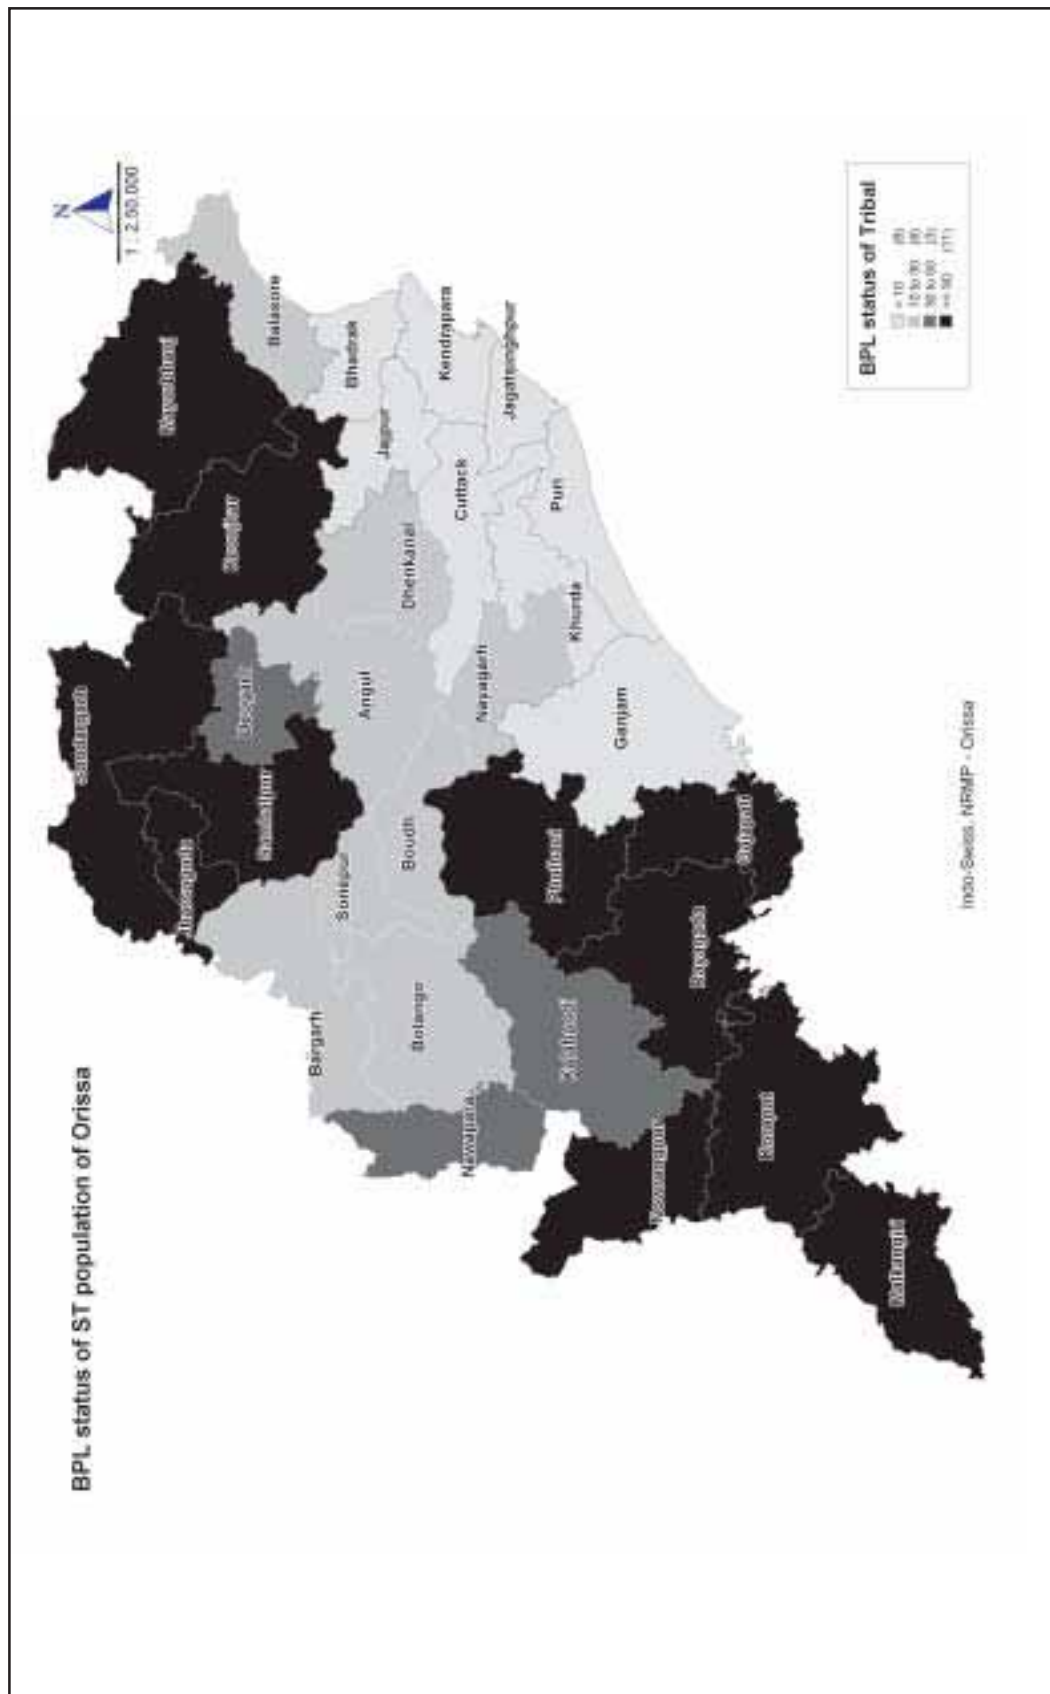 BPL status of ST population of Orissa
N
1 : 2,50,000
Sundargarh
Mayurbhanj
Jharsuguda
Sambalpur
Deogarh
Keonjhar
Balasore
Bargarh
Sonepur
Angul
Bhadrak
Jajpur
Bolangir
Boudh
Dhenkanal
Kendrapara
Cuttack
Nawapara
Nayagarh
Jagatsinghpur
Kalahandi
Phulbani
Khurda
Puri
Ganjam
Nowrangpur
Rayagada
Gajapati
Koraput
Malkangiri
BPL status of Tribal
< 10
Indo-Swiss, NRMP - Orissa